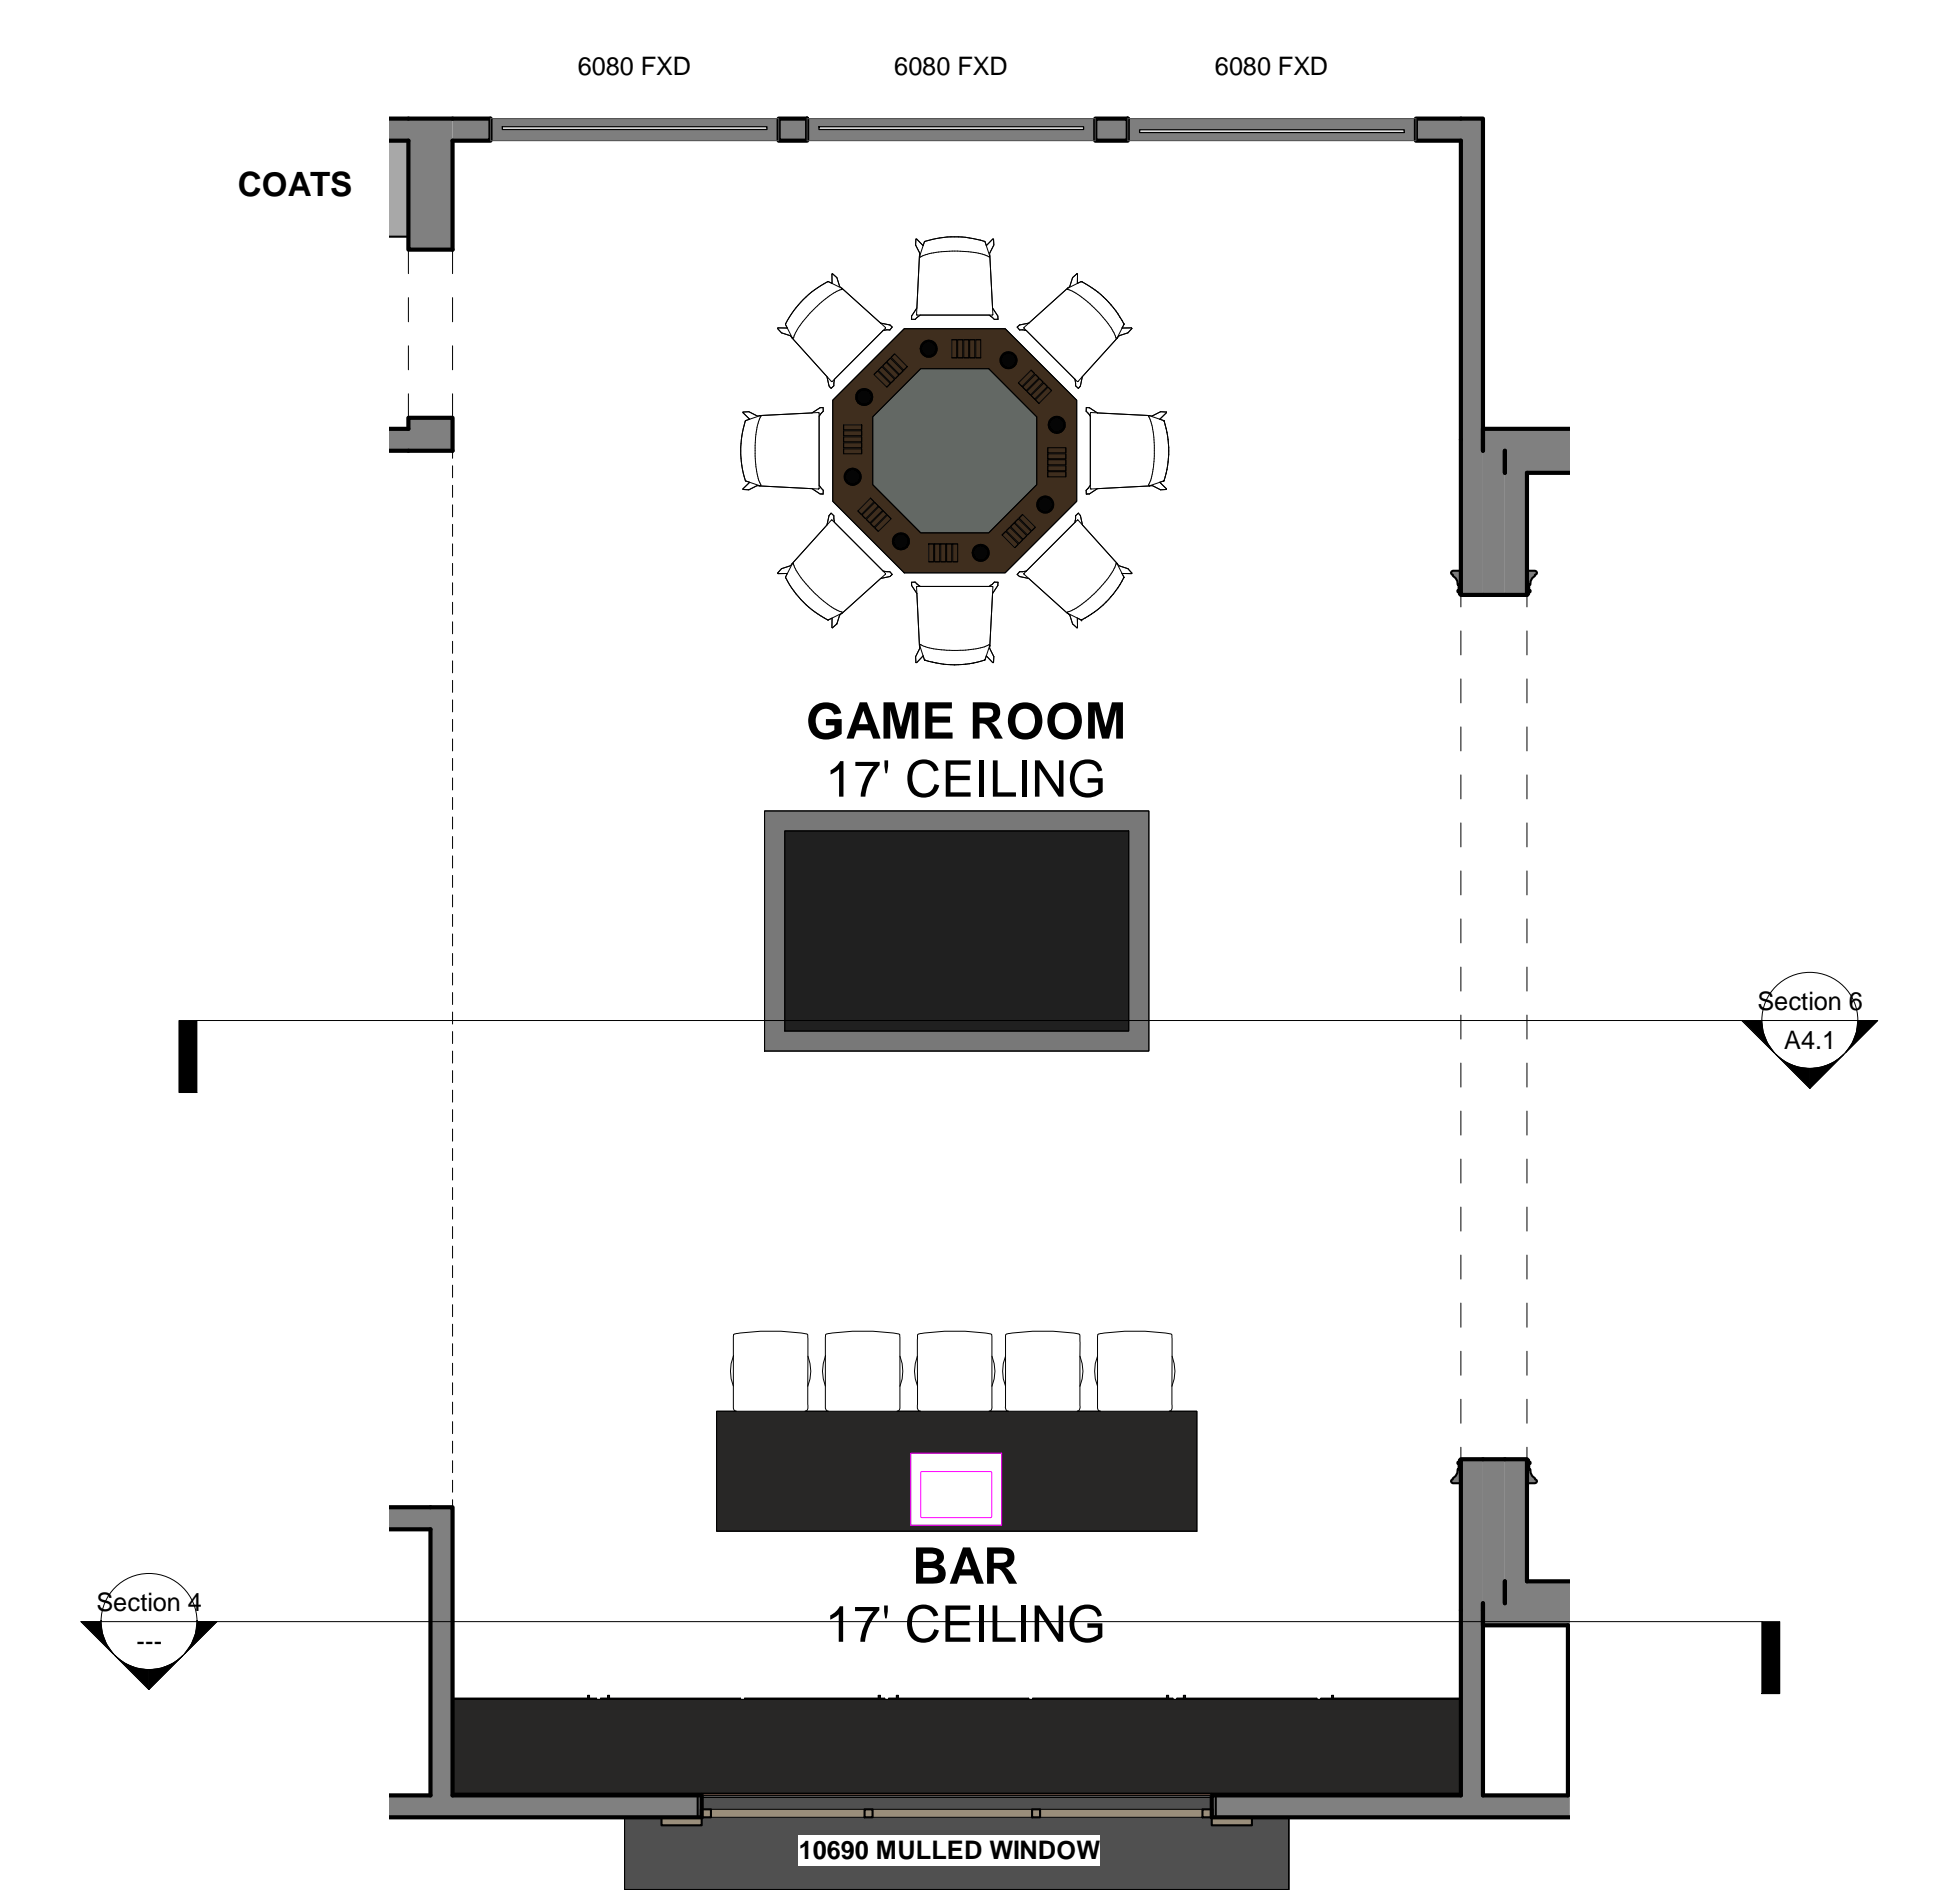 6080 FXD 6080 FXD 6080 FXD
COATS
GAME ROOM
17' CEILING
Section 6
A4.1
BAR
17' CEILING
Section 4
---
10690 MULLED WINDOW